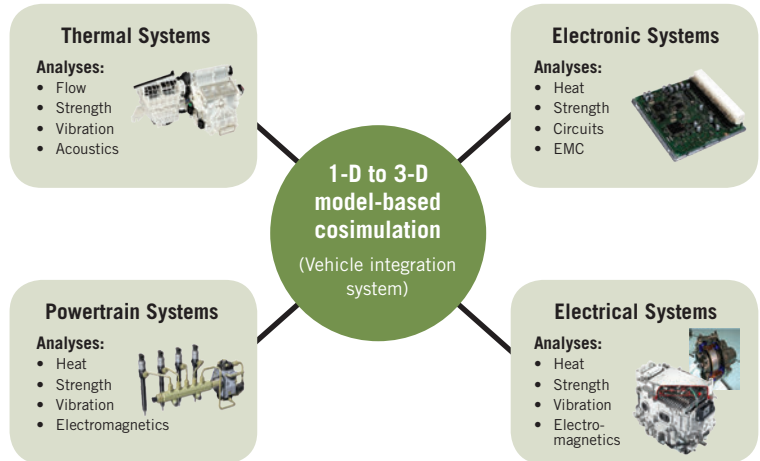 Thermal Systems
Analyses:
• Flow
• Strength
• Vibration
• Acoustics
Electronic Systems
Analyses:
• Heat
• Strength
• Circuits
• EMC
1-D to 3-D
model-based
cosimulation
(Vehicle integration
system)
Powertrain Systems
Analyses:
• Heat
• Strength
• Vibration
• Electromagnetics
Electrical Systems
Analyses:
• Heat
• Strength
• Vibration
• Electro-
magnetics